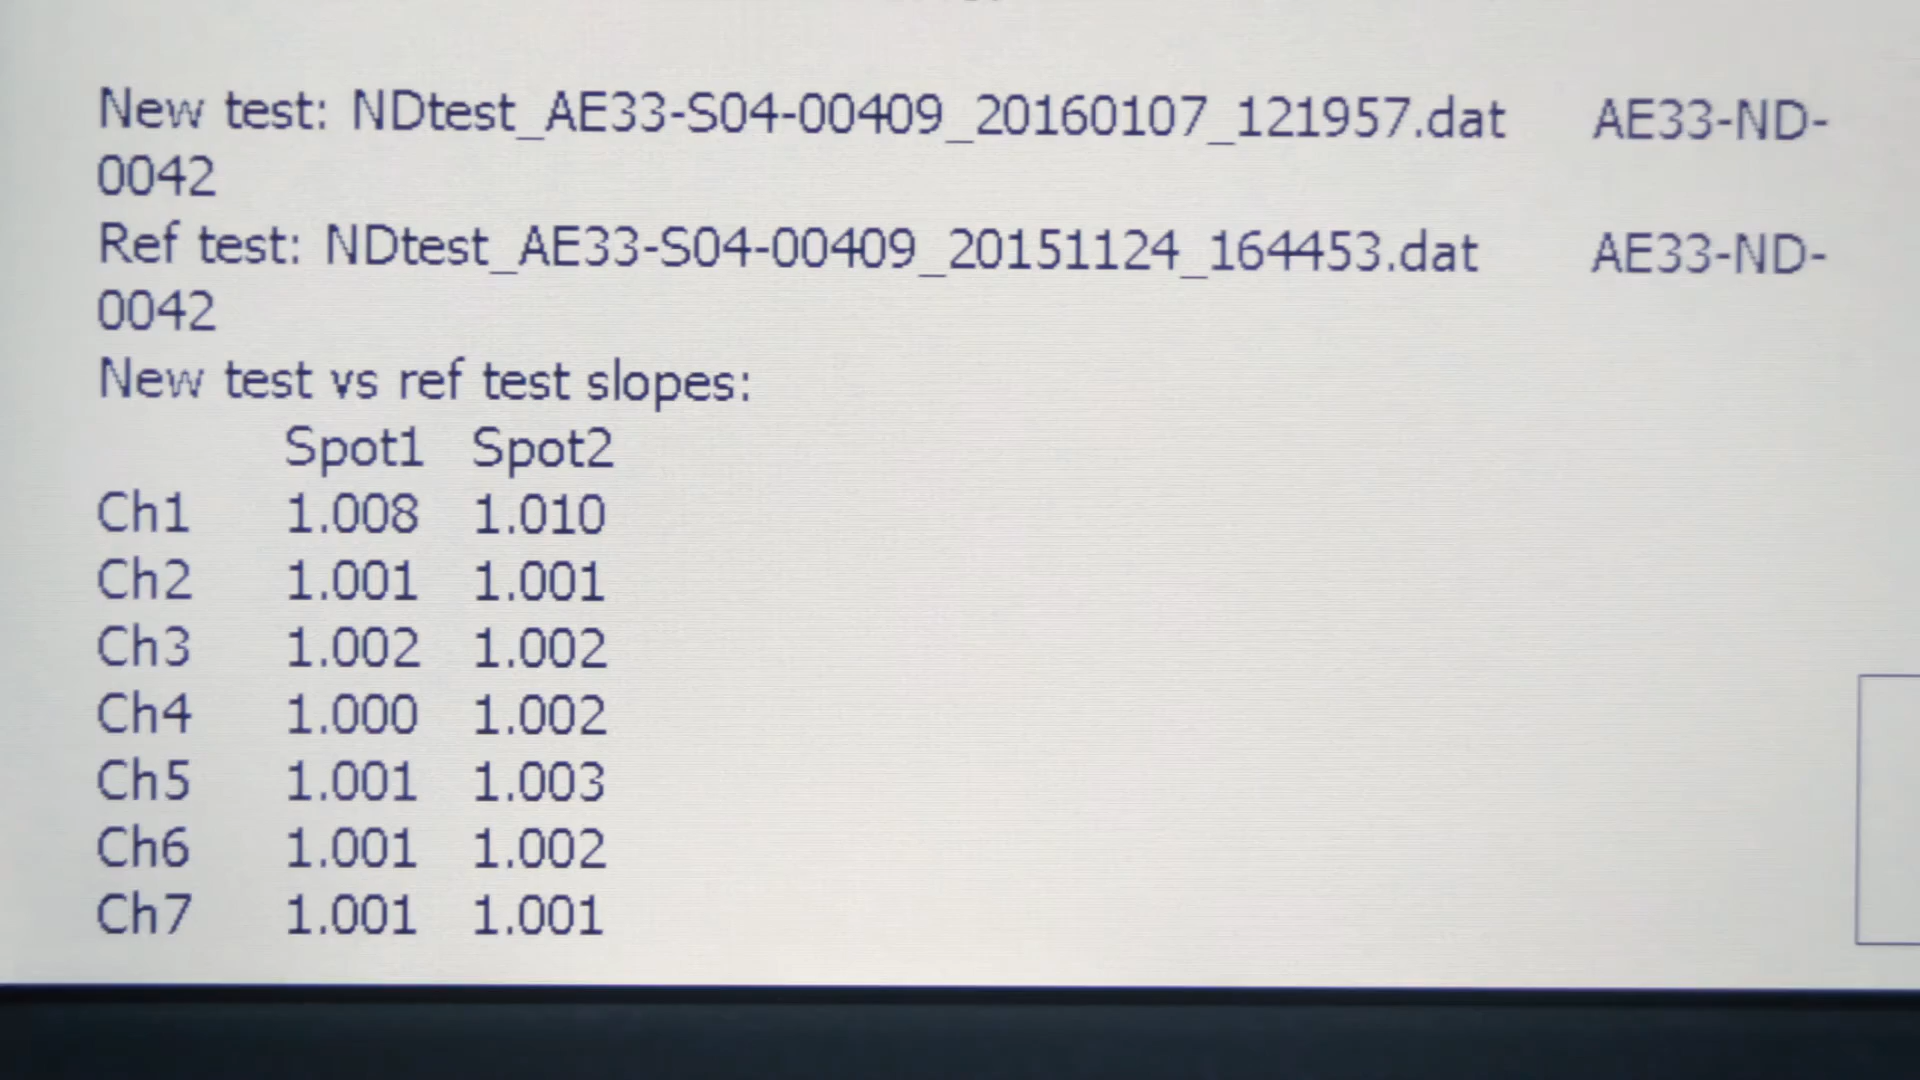 New test: NDtest_AE33-S04-00409_20160107_121957.dat AE33-ND-
0042
Ref test: NDtest_AE33-S04-00409_20151124_164453.dat AE33-ND-
0042
New test vs ref test slopes:
Spot1 Spot2
Ch1 1.008 1.010
Ch2 1.001 1.001
Ch3 1.002 1.002
Ch4 1.000 1.002
Ch5 1.001 1.003
Ch6 1.001 1.002
Ch7 1.001 1.001